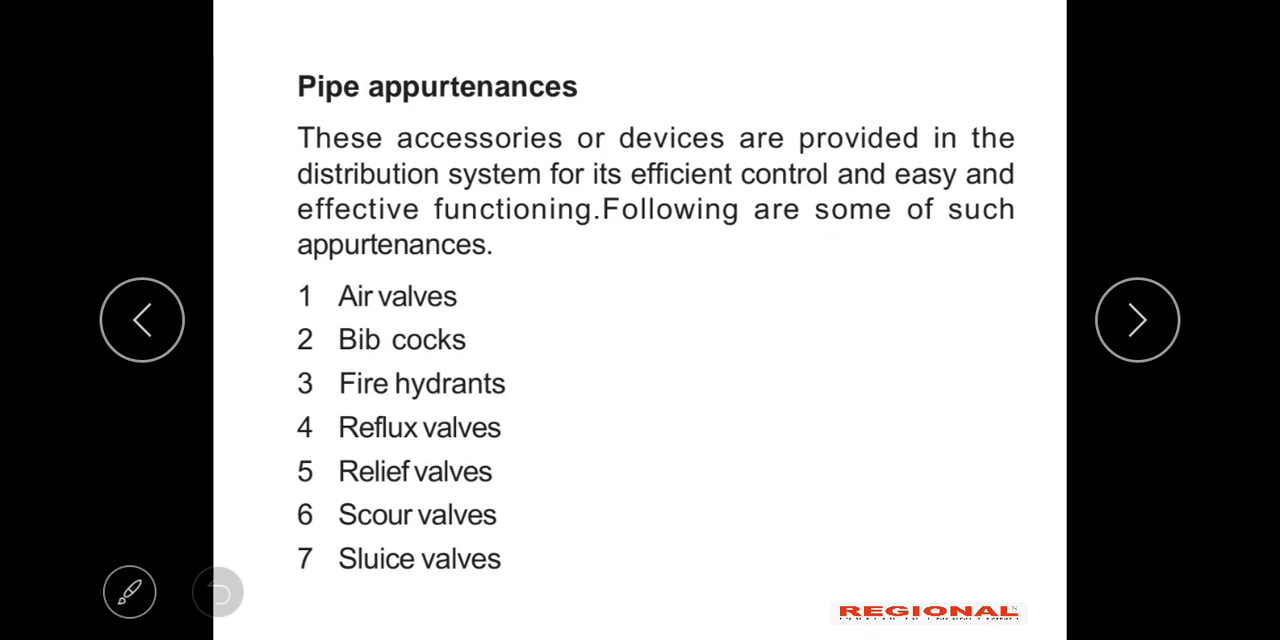 Pipe appurtenances
These accessories or devices are provided in the
distribution system for its efficient control and easy and
effective functioning.Following are some of such
appurtenances.
1 Air valves
2 Bib cocks
3 Fire hydrants
4 Reflux valves
5 Relief valves
6 Scour valves
7 Sluice valves
REGIONAL